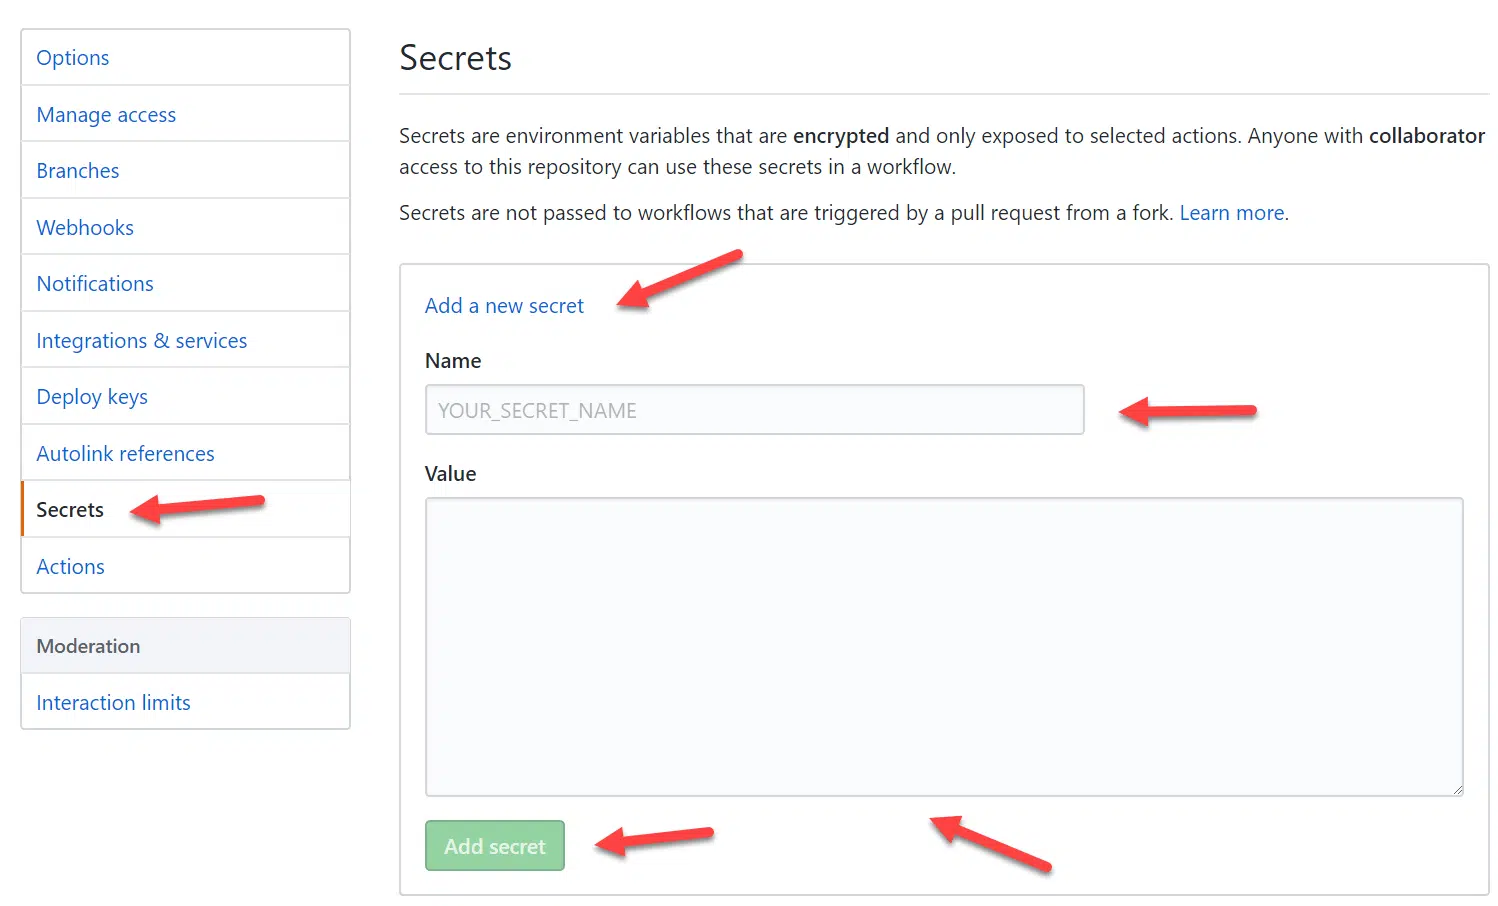 Options
Manage access
Branches
Webhooks
Notifications
Integrations & services
Deploy keys
Autolink references
Secrets
Actions
Moderation
Interaction limits
Secrets
Secrets are environment variables that are encrypted and only exposed to selected actions. Anyone with collaborator
access to this repository can use these secrets in a workflow.
Secrets are not passed to workflows that are triggered by a pull request from a fork. Learn more.
Add a new secret
Name
YOUR_SECRET_NAME
Value
Add secret